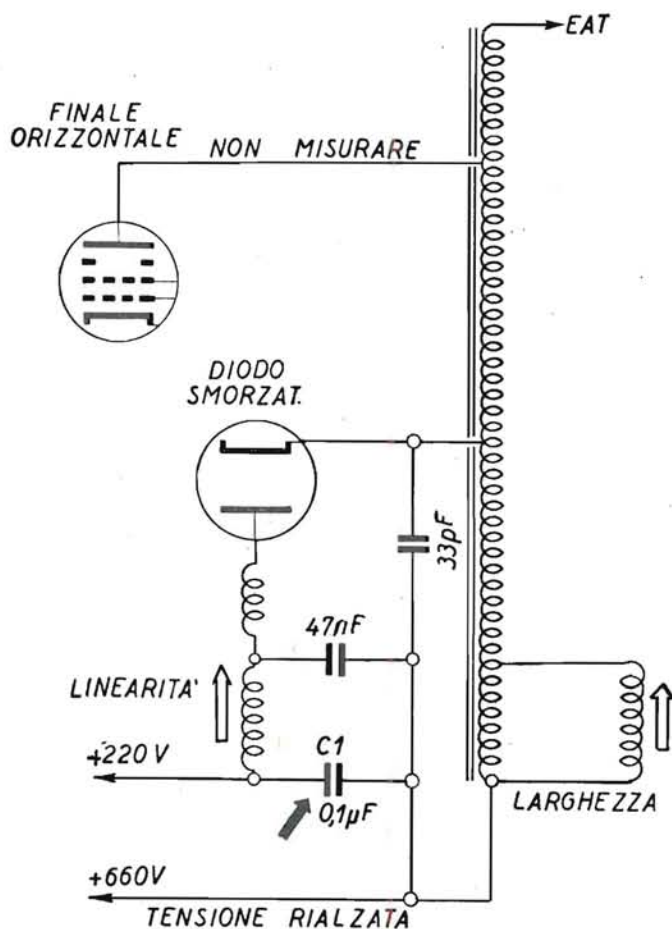 EAT
FINALE
ORIZZONTALE
NON MISURARE
DIODO
SMORZAT.
33pF
47nF
LINEARITA'
+220V
C1
0,1µF
LARGHEZZA
+660V
TENSIONE RIALZATA